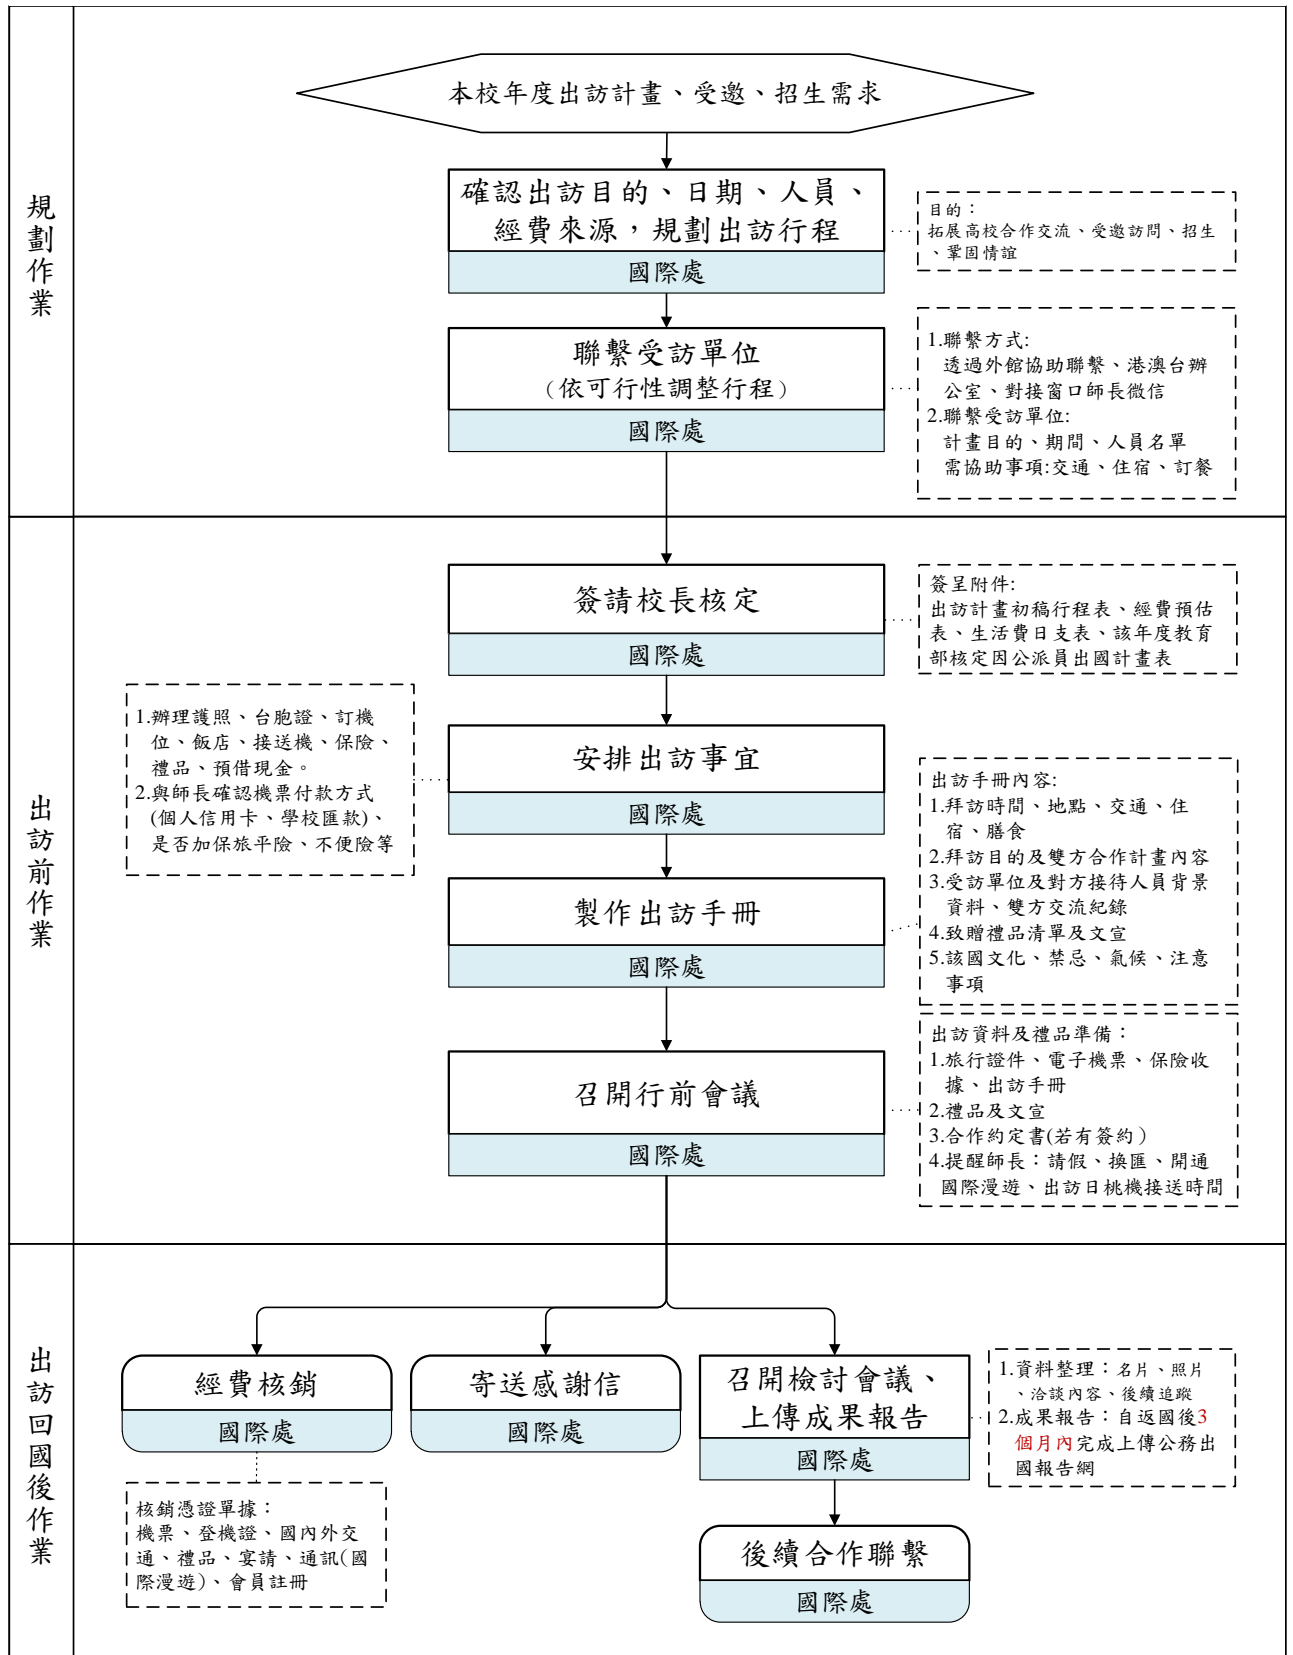 規劃作業
本校年度出訪計畫、受邀、招生需求
確認出訪目的、日期、人員、
經費來源，規劃出訪行程
國際處
目的：
拓展高校合作交流、受邀訪問、招生
、鞏固情誼
聯繫受訪單位
（依可行性調整行程）
國際處
1.聯繫方式:
透過外館協助聯繫、港澳台辦
公室、對接窗口師長微信
2.聯繫受訪單位:
計畫目的、期間、人員名單
需協助事項:交通、住宿、訂餐
出訪前作業
簽請校長核定
國際處
簽呈附件:
出訪計畫初稿行程表、經費預估
表、生活費日支表、該年度教育
部核定因公派員出國計畫表
1.辦理護照、台胞證、訂機
位、飯店、接送機、保險、
禮品、預借現金。
2.與師長確認機票付款方式
(個人信用卡、學校匯款)、
是否加保旅平險、不便險等
安排出訪事宜
國際處
製作出訪手冊
國際處
出訪手冊內容:
1.拜訪時間、地點、交通、住
宿、膳食
2.拜訪目的及雙方合作計畫內容
3.受訪單位及對方接待人員背景
資料、雙方交流紀錄
4.致贈禮品清單及文宣
5.該國文化、禁忌、氣候、注意
事項
召開行前會議
國際處
出訪資料及禮品準備：
1.旅行證件、電子機票、保險收
據、出訪手冊
2.禮品及文宣
3.合作約定書(若有簽約）
4.提醒師長：請假、換匯、開通
國際漫遊、出訪日桃機接送時間
出訪回國後作業
經費核銷
國際處
核銷憑證單據：
機票、登機證、國內外交
通、禮品、宴請、通訊(國
際漫遊)、會員註冊
寄送感謝信
國際處
召開檢討會議、
上傳成果報告
國際處
1.資料整理：名片、照片
、洽談內容、後續追蹤
2.成果報告：自返國後3
個月內完成上傳公務出
國報告網
後續合作聯繫
國際處